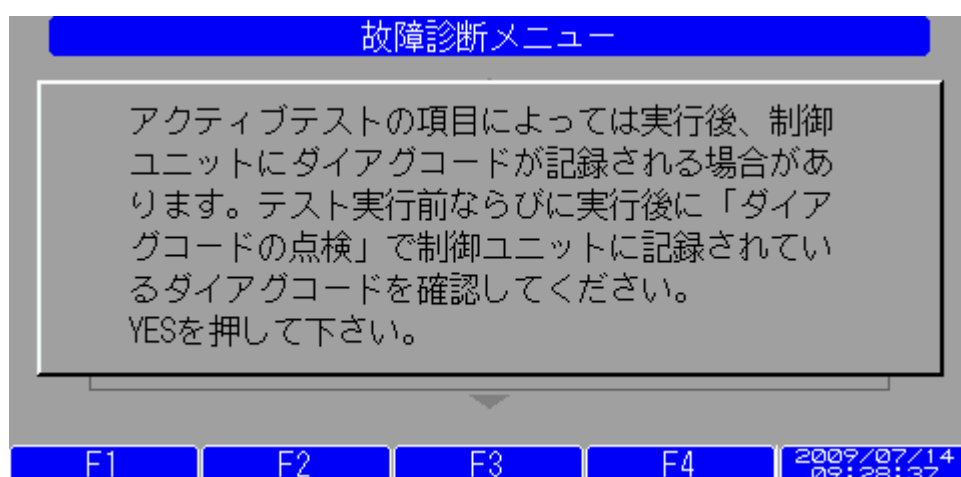 故障診断メニュー
アクティブテストの項目によっては実行後、制御
ユニットにダイアグコードが記録される場合があ
ります。テスト実行前ならびに実行後に「ダイア
グコードの点検」で制御ユニットに記録されてい
るダイアグコードを確認してください。
YESを押して下さい。
F1 F2 F3 F4 2009/07/14
09:28:37